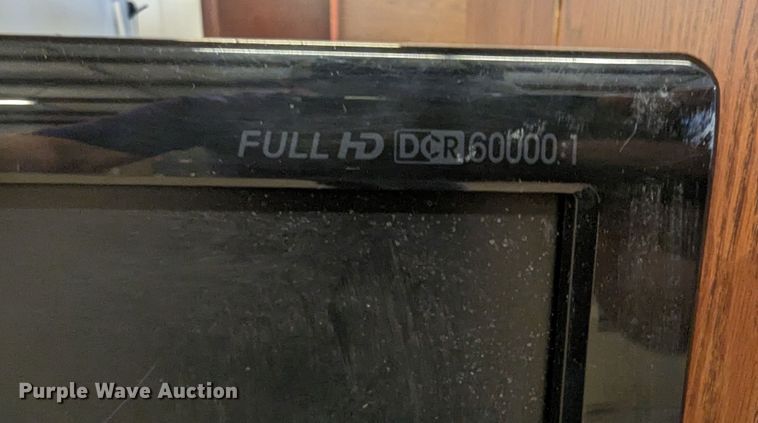 FULL HD DCR 60000:1
Purple Wave Auction